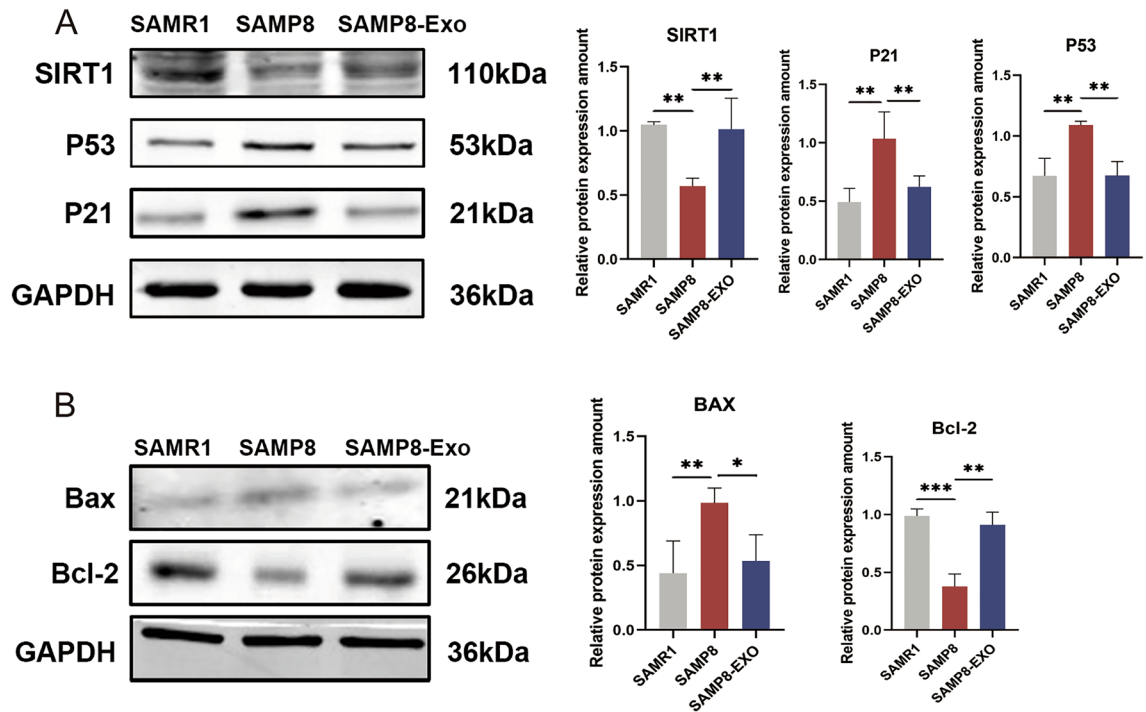 A
SAMR1 SAMP8 SAMP8-Exo
SIRT1 110kDa
P53 53kDa
P21 21kDa
GAPDH 36kDa
SIRT1
Relative protein expression amount
1.5
1.0
0.5
0.0
** **
SAMR1
SAMP8
SAMP8-EXO
P21
Relative protein expression amount
1.5
1.0
0.5
0.0
** **
SAMR1
SAMP8
SAMP8-EXO
P53
Relative protein expression amount
1.5
1.0
0.5
0.0
** **
SAMR1
SAMP8
SAMP8-EXO
B
SAMR1 SAMP8 SAMP8-Exo
Bax 21kDa
Bcl-2 26kDa
GAPDH 36kDa
BAX
Relative protein expression amount
1.5
1.0
0.5
0.0
** *
SAMR1
SAMP8
SAMP8-EXO
Bcl-2
Relative protein expression amount
1.5
1.0
0.5
0.0
*** **
SAMR1
SAMP8
SAMP8-EXO